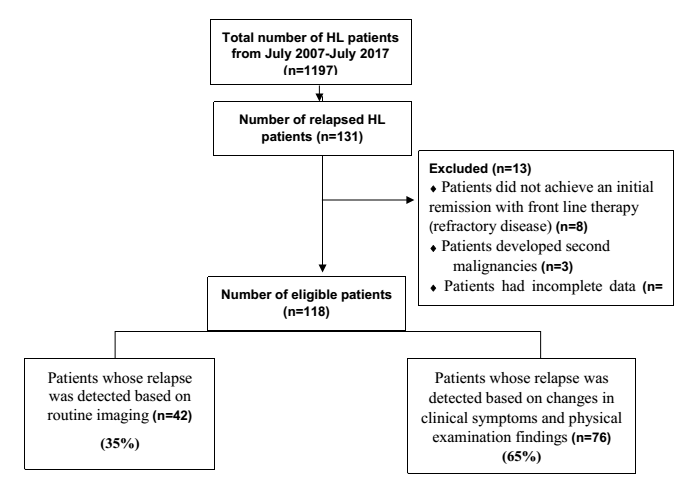 Total number of HL patients
from July 2007-July 2017
(n=1197)
Number of relapsed HL
patients (n=131)
Excluded (n=13)
♦ Patients did not achieve an initial
remission with front line therapy
(refractory disease) (n=8)
♦ Patients developed second
malignancies (n=3)
♦ Patients had incomplete data (n=
Number of eligible patients
(n=118)
Patients whose relapse
was detected based on
routine imaging (n=42)
(35%)
Patients whose relapse was
detected based on changes in
clinical symptoms and physical
examination findings (n=76)
(65%)